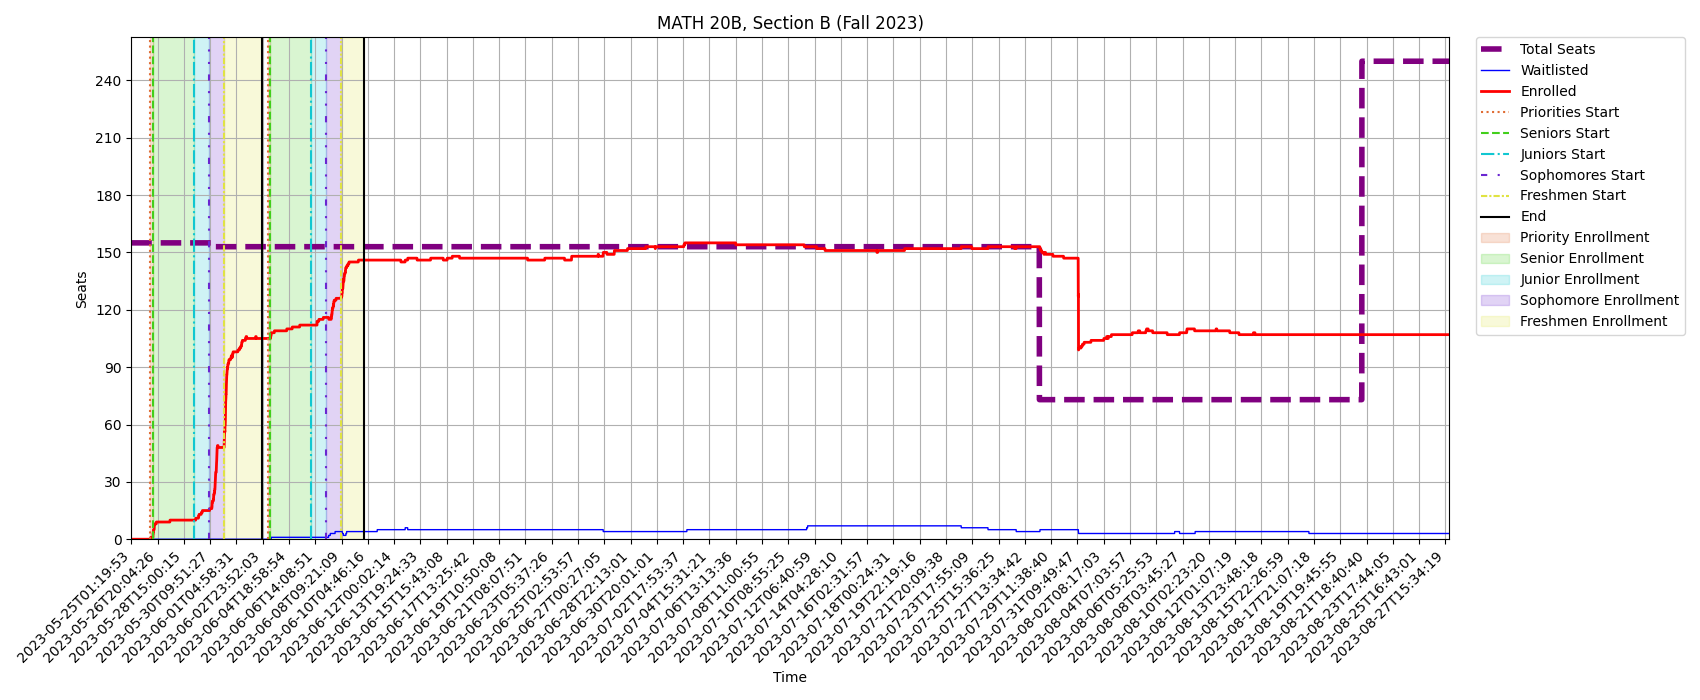 MATH 20B, Section B (Fall 2023)
Seats
240
210
180
150
120
90
60
30
0
2023-05-25T01:19:53
2023-05-26T20:04:26
2023-05-28T15:00:15
2023-05-30T09:51:27
2023-06-01T04:58:31
2023-06-02T23:52:03
2023-06-04T18:58:54
2023-06-06T14:08:51
2023-06-08T09:21:09
2023-06-10T04:46:16
2023-06-12T00:02:14
2023-06-13T19:24:33
2023-06-15T14:43:08
2023-06-17T13:25:42
2023-06-19T10:50:08
2023-06-21T08:07:51
2023-06-23T05:37:26
2023-06-25T02:53:57
2023-06-27T00:27:05
2023-06-28T22:13:01
2023-06-30T20:01:01
2023-07-02T17:53:37
2023-07-04T15:31:21
2023-07-06T13:13:36
2023-07-08T11:00:55
2023-07-10T08:55:25
2023-07-12T06:40:59
2023-07-14T04:28:10
2023-07-16T02:31:57
2023-07-18T00:24:31
2023-07-19T22:19:16
2023-07-21T20:09:38
2023-07-23T17:55:09
2023-07-25T15:36:25
2023-07-27T13:34:42
2023-07-29T11:38:40
2023-07-31T09:49:47
2023-08-02T08:17:03
2023-08-04T07:03:57
2023-08-06T05:25:53
2023-08-08T03:45:27
2023-08-10T02:23:20
2023-08-12T01:07:19
2023-08-13T23:48:18
2023-08-15T22:26:59
2023-08-17T21:07:18
2023-08-19T19:45:55
2023-08-21T18:40:40
2023-08-23T17:44:05
2023-08-25T16:43:01
2023-08-27T15:34:19
Time
Total Seats
Waitlisted
Enrolled
Priorities Start
Seniors Start
Juniors Start
Sophomores Start
Freshmen Start
End
Priority Enrollment
Senior Enrollment
Junior Enrollment
Sophomore Enrollment
Freshmen Enrollment